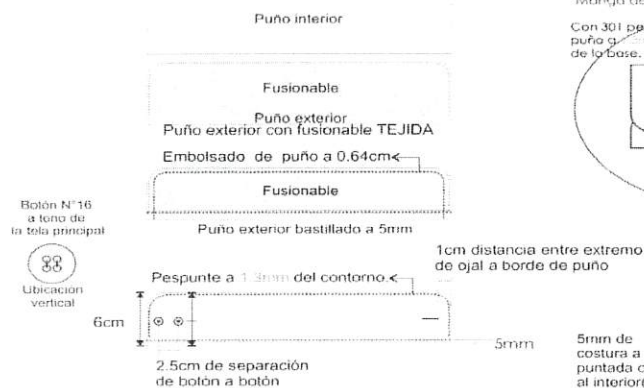 Puño interior
Fusionable
Puño exterior
Puño exterior con fusionable TEJIDA
Embolsado de puño a 0.64cm
Fusionable
Puño exterior bastillado a 5mm
Botón N°16
a tono de
la tela principal
Ubicación
vertical
1cm distancia entre extremo
de ojal a borde de puño
Pespunte a 1.3mm del contorno.
6cm
5mm
2.5cm de separación
de botón a botón
Con 301
puño
de la base.
5mm de
costura a
puntada
al interior